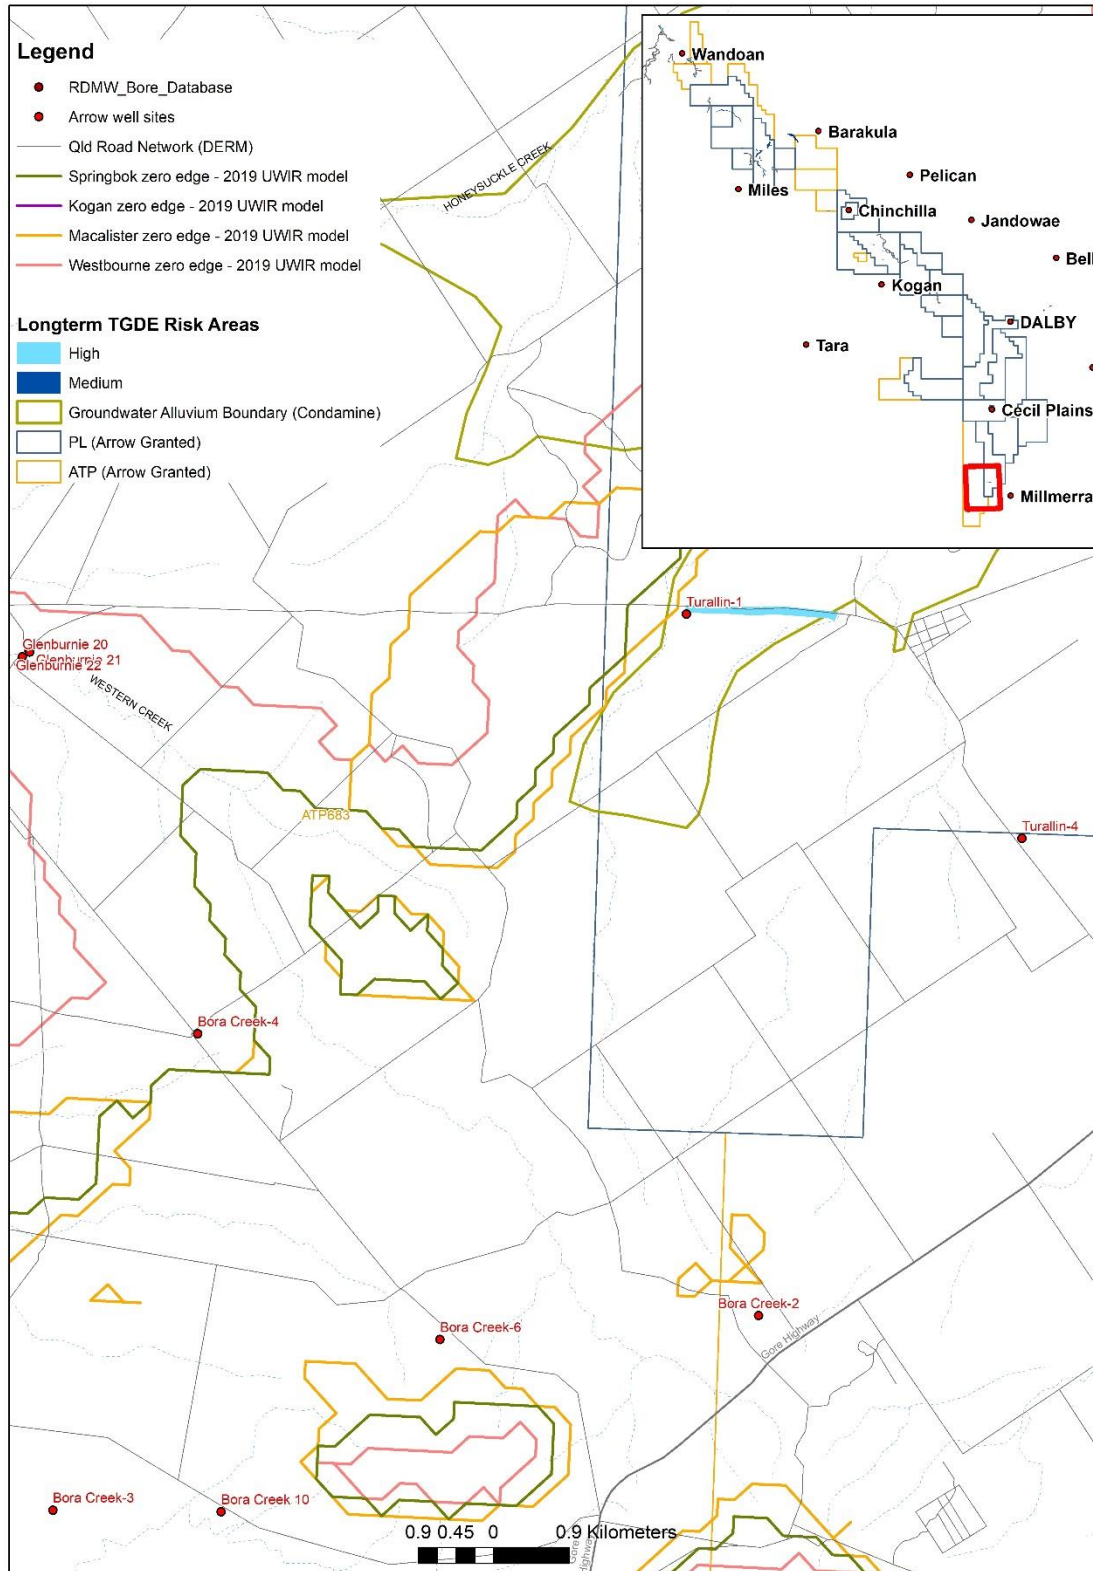 Legend
RDMW_Bore_Database
Arrow well sites
Qld Road Network (DERM)
Springbok zero edge - 2019 UWIR model
Kogan zero edge - 2019 UWIR model
Macalister zero edge - 2019 UWIR model
Westbourne zero edge - 2019 UWIR model
Longterm TGDE Risk Areas
High
Medium
Groundwater Alluvium Boundary (Condamine)
PL (Arrow Granted)
ATP (Arrow Granted)
HONEYSUCKLE CREEK
Wandoan
Barakula
Pelican
Miles
Chinchilla
Jandowae
Bell
Kogan
DALBY
Tara
Cecil Plains
Millmerra
Turallin-1
Glenburnie 20
Glenburnie 21
Glenburnie 22
WESTERN CREEK
ATP683
Turallin-4
Bora Creek-4
Bora Creek-2
Gore Highway
Bora Creek-6
Bora Creek-3
Bora Creek 10
0.9 0.45 0 0.9 Kilometers
Gore
Highway